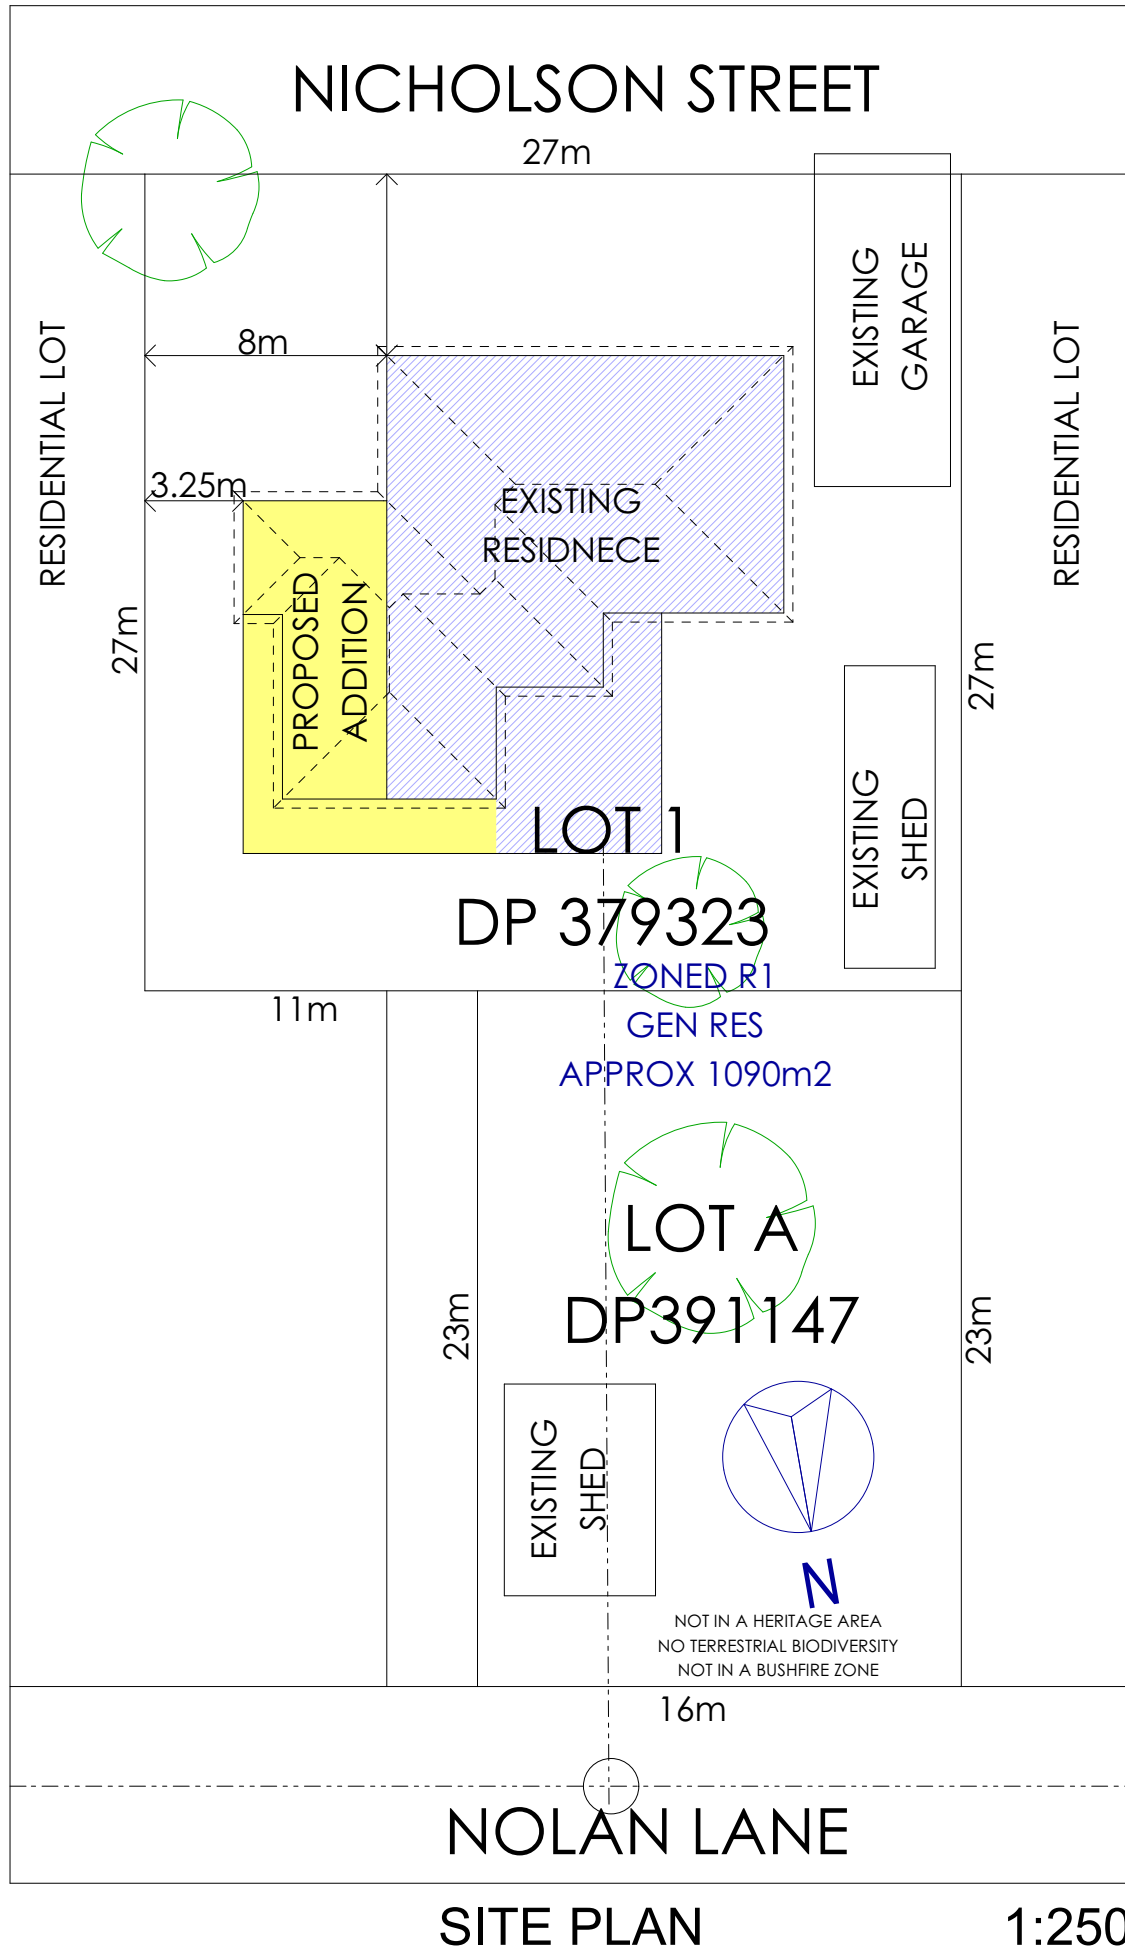 NICHOLSON STREET
27m
EXISTING
GARAGE
RESIDENTIAL LOT
RESIDENTIAL LOT
8m
3.25m
EXISTING
RESIDNECE
PROPOSED
ADDITION
27m
27m
EXISTING
SHED
LOT 1
DP 379323
ZONED R1
GEN RES
APPROX 1090m2
11m
LOT A
DP391147
23m
23m
EXISTING
SHED
N
NOT IN A HERITAGE AREA
NO TERRESTRIAL BIODIVERSITY
NOT IN A BUSHFIRE ZONE
16m
NOLAN LANE
SITE PLAN
1:250